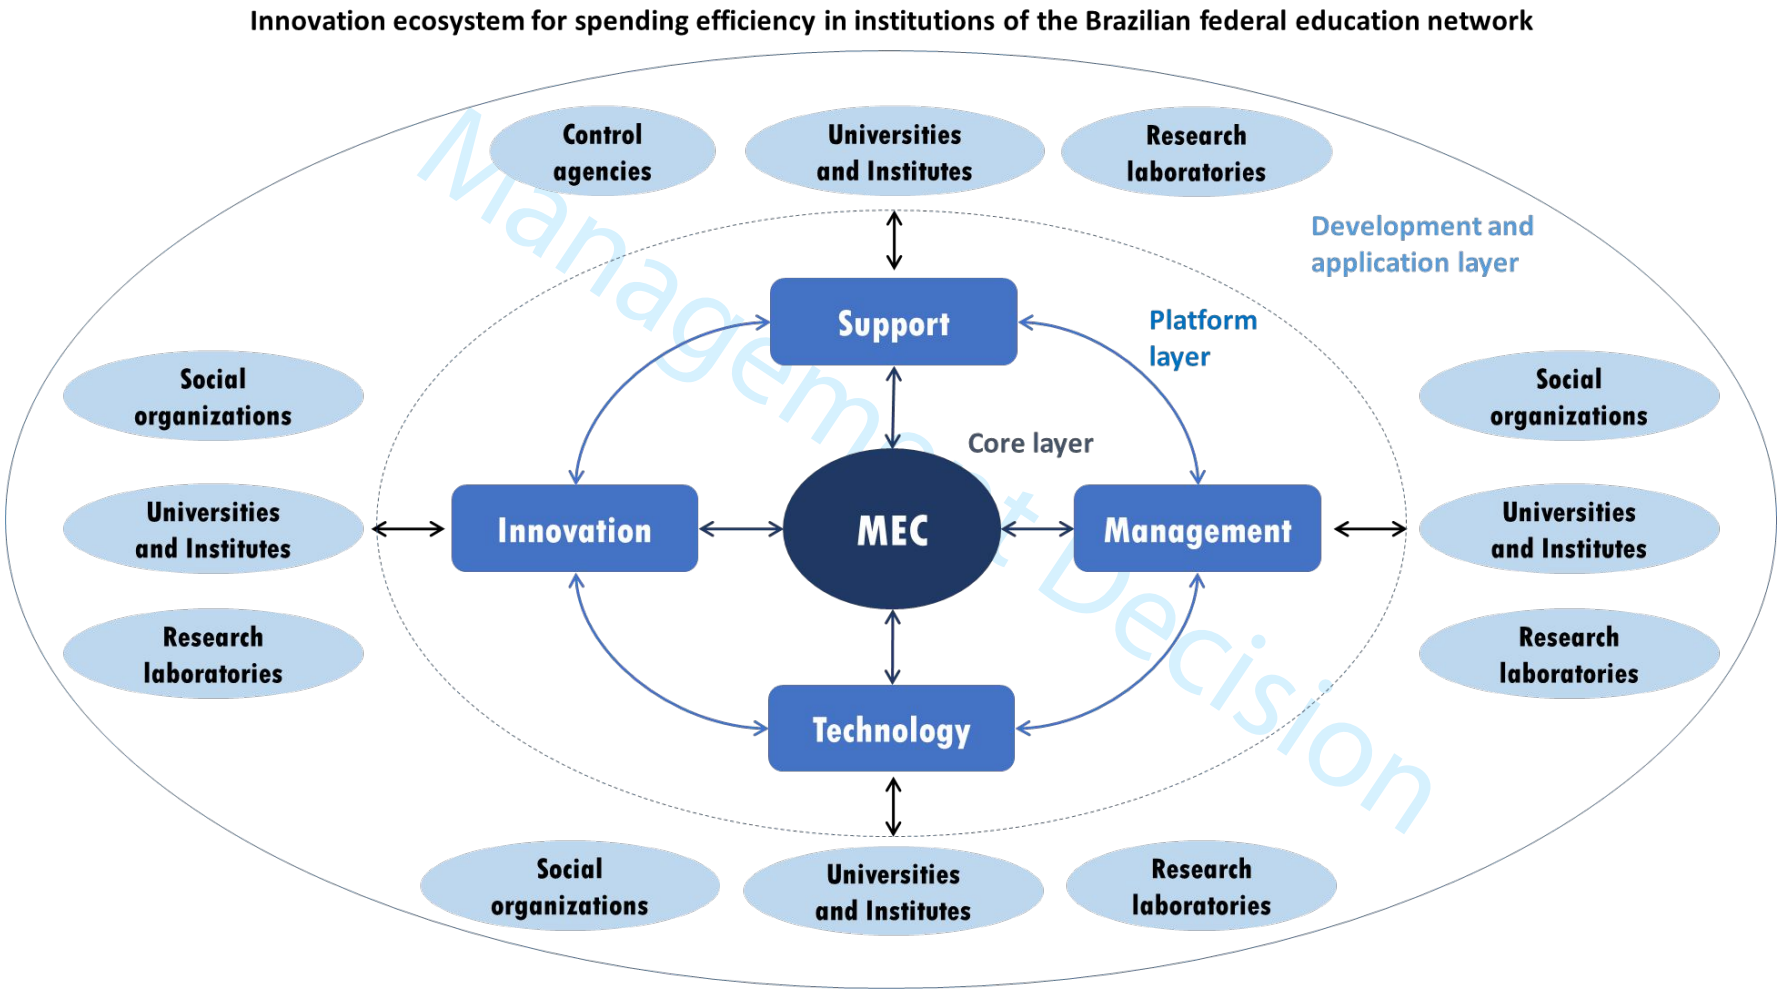 Innovation ecosystem for spending efficiency in institutions of the Brazilian federal education network
Control
agencies
Universities
and Institutes
Research
laboratories
Development and
application layer
Support
Platform
layer
Social
organizations
Social
organizations
Core layer
Universities
and Institutes
Innovation
MEC
Management
Universities
and Institutes
Research
laboratories
Research
laboratories
Technology
Social
organizations
Universities
and Institutes
Research
laboratories
Management Decision